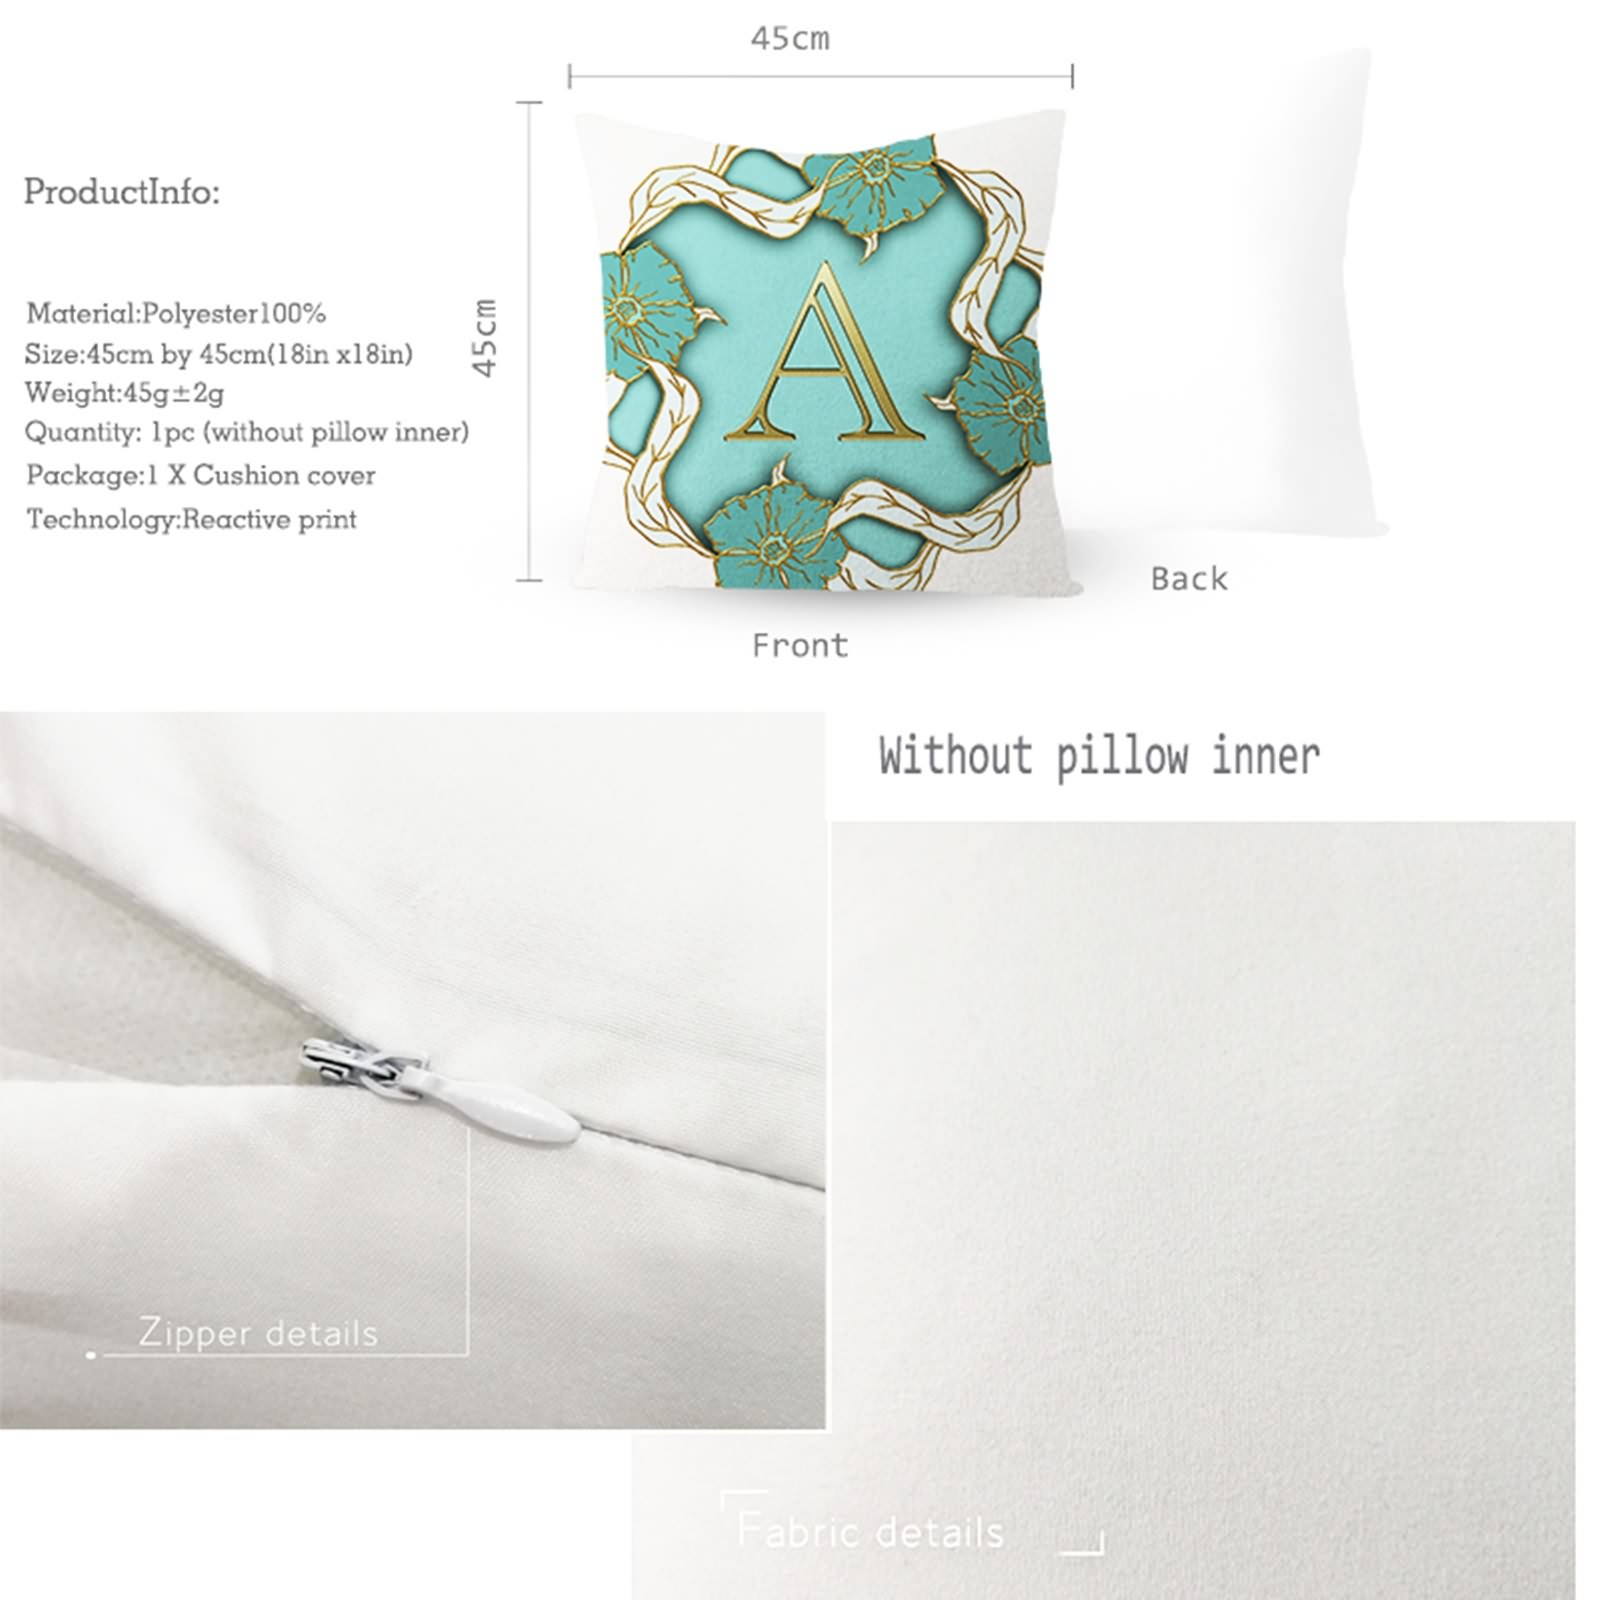 45cm
ProductInfo:
45cm
Material:Polyester100%
Size:45cm by 45cm(18in x18in)
Weight:45g±2g
Quantity: 1pc (without pillow inner)
Package:1 X Cushion cover
Technology:Reactive print
A
Back
Front
Without pillow inner
Zipper details
Fabric details